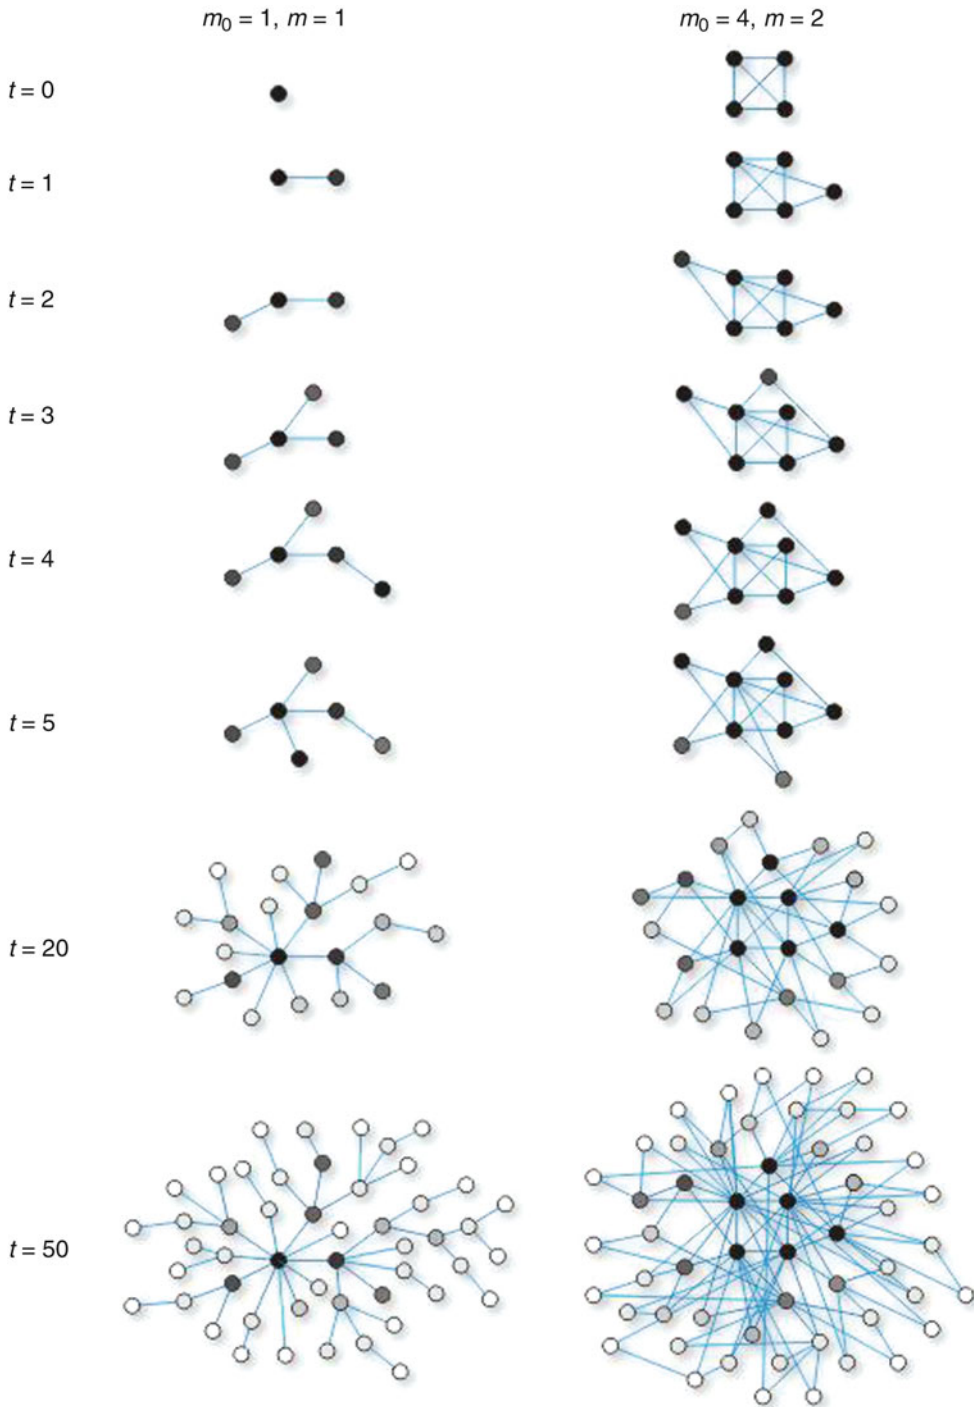 m₀ = 1, m = 1
m₀ = 4, m = 2
t = 0
t = 1
t = 2
t = 3
t = 4
t = 5
t = 20
t = 50